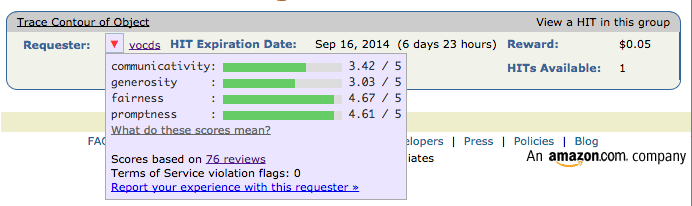 Trace Contour of Object
View a HIT in this group
Requester: vocds HIT Expiration Date: Sep 16, 2014 (6 days 23 hours) Reward: $0.05
HITs Available: 1
communicativity: 3.42 / 5
generosity : 3.03 / 5
fairness : 4.67 / 5
promptness : 4.61 / 5
What do these scores mean?
Scores based on 76 reviews
Terms of Service violation flags: 0
Report your experience with this requester »
| Press | Policies | Blog
An amazon.com. company